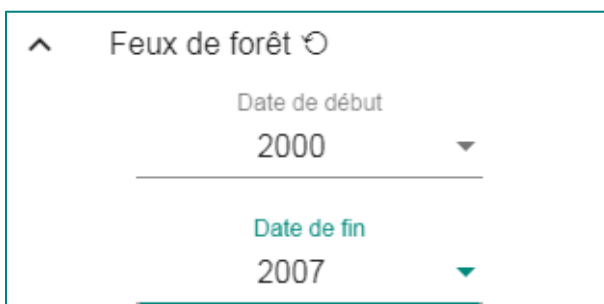 Feux de forêt
Date de début
2000
Date de fin
2007